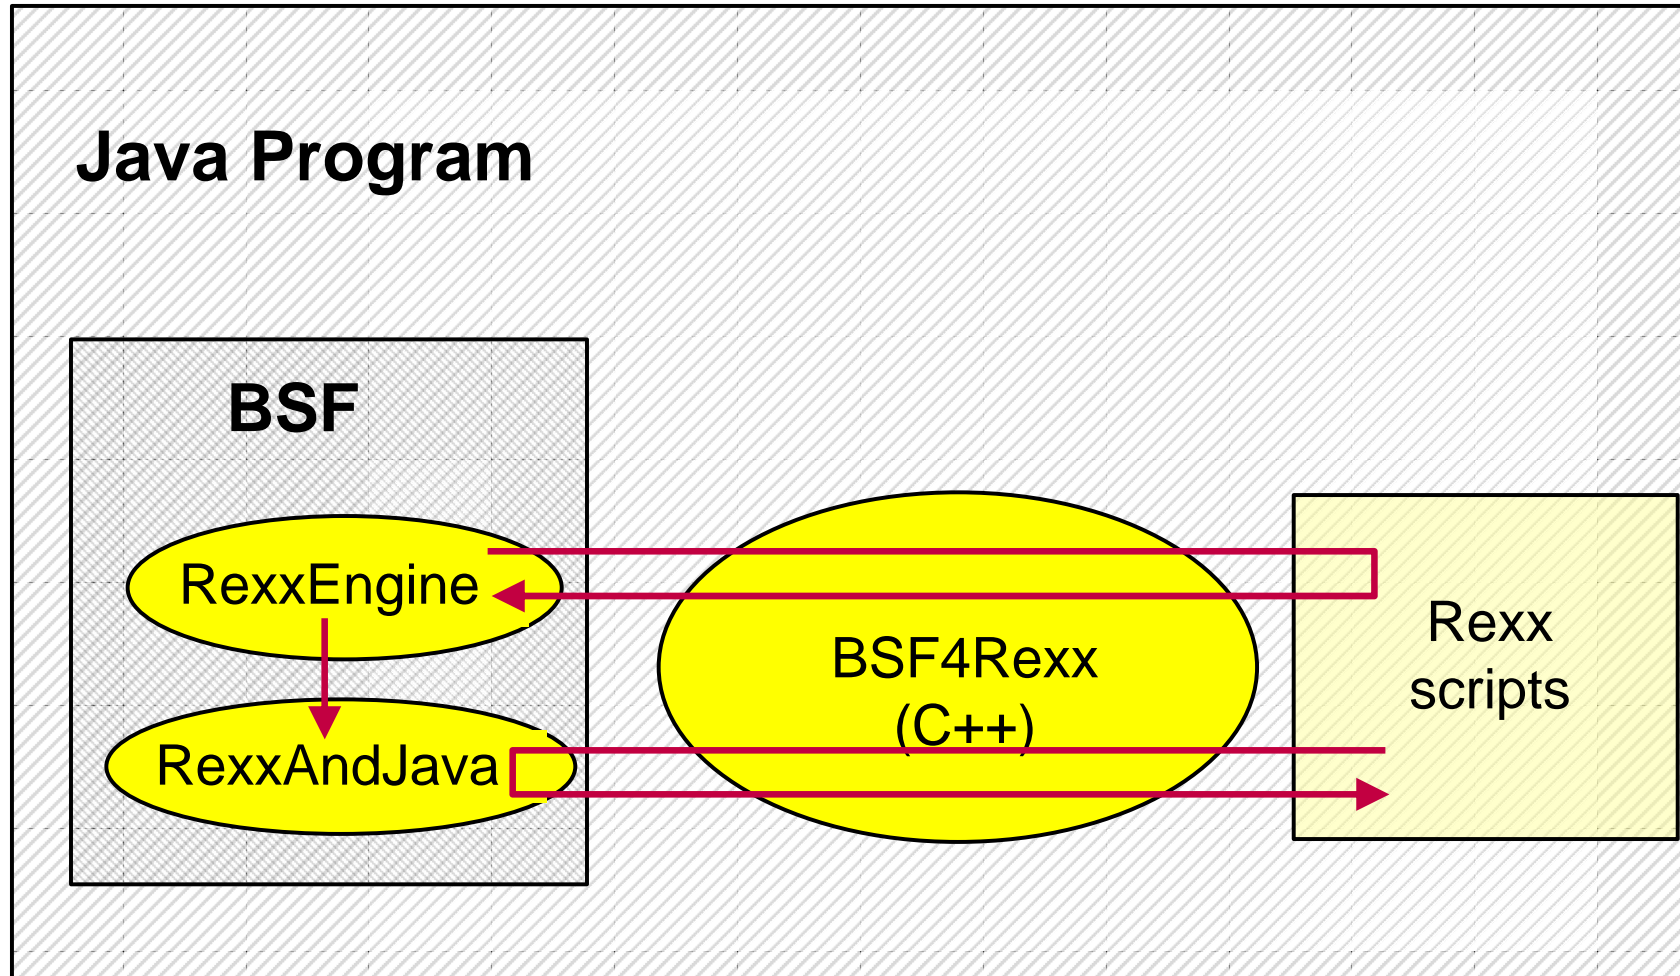 Java Program
BSF
RexxEngine
RexxAndJava
BSF4Rexx
(C++)
Rexx
scripts